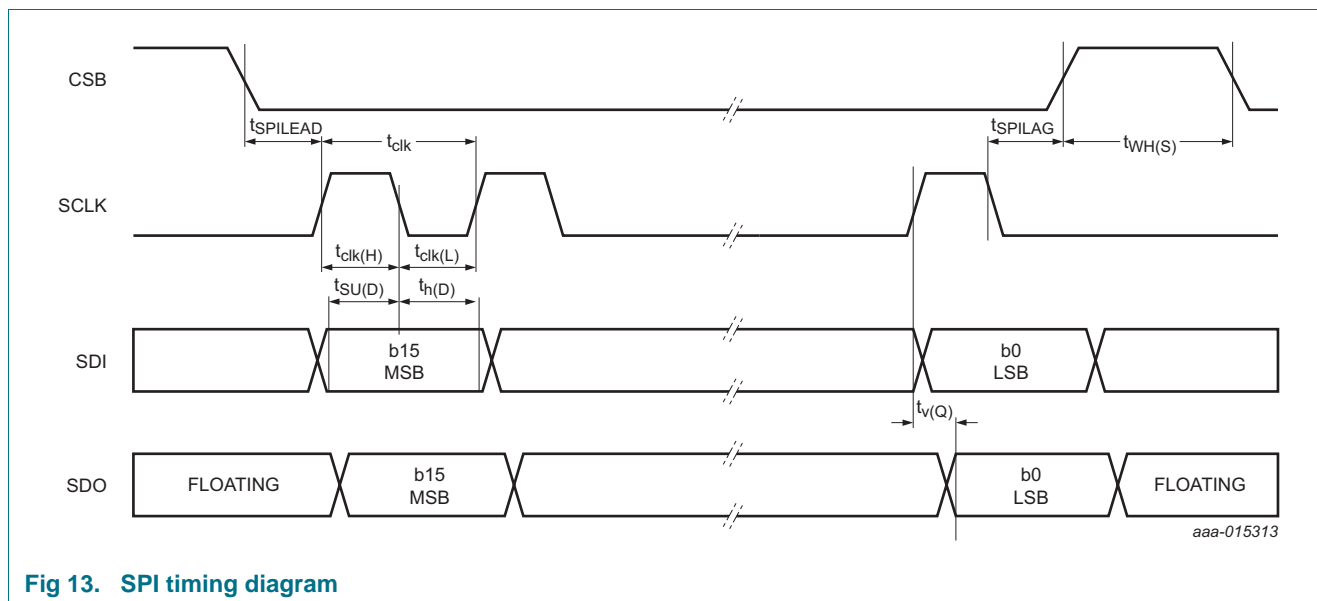 CSB
tSPILEAD
tclk
tSPILAG
tWH(S)
SCLK
tclk(H)
tclk(L)
tSU(D)
th(D)
SDI
b15
MSB
b0
LSB
tv(Q)
SDO
FLOATING
b15
MSB
b0
LSB
FLOATING
aaa-015313
Fig 13. SPI timing diagram